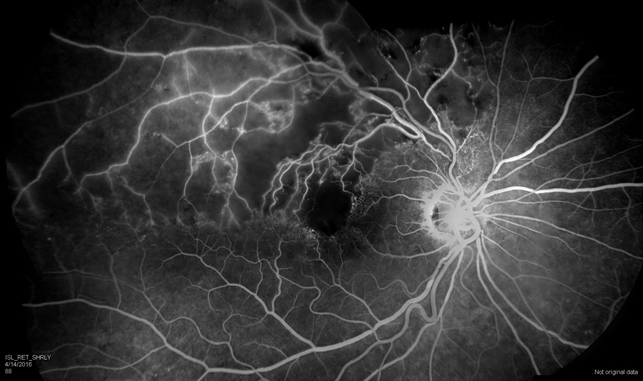 ISL_RET_SHRLY
4/14/2016
88
Not original data